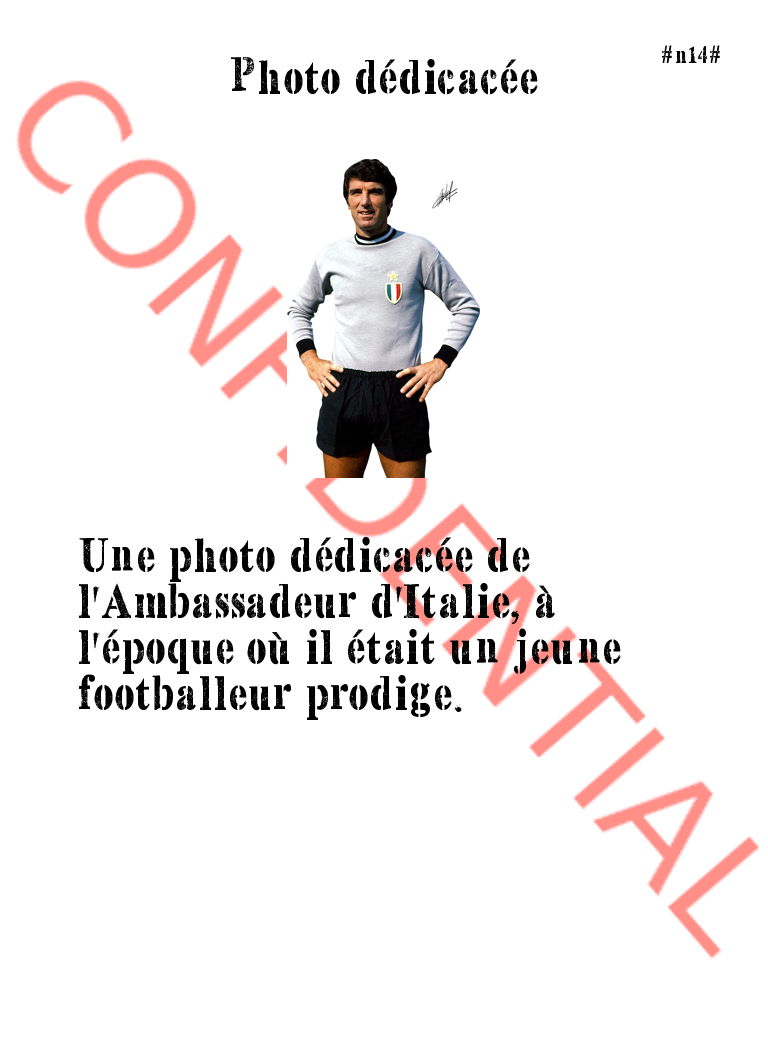 #n14#
Photo dédicacée
CONFIDENTIAL
Une photo dédicacée de
l'Ambassadeur d'Italie, à
l'époque où il était un jeune
footballeur prodige.